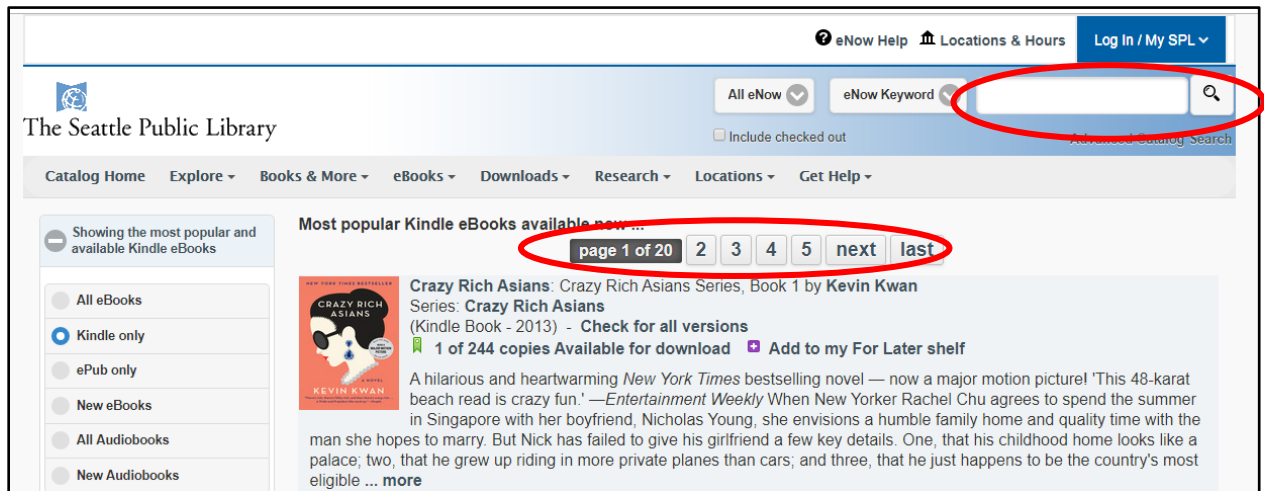 eNow Help Locations & Hours Log In / My SPL
All eNow eNow Keyword
The Seattle Public Library
Include checked out Advanced Catalog Search
Catalog Home Explore Books & More eBooks Downloads Research Locations Get Help
Showing the most popular and
available Kindle eBooks
All eBooks
Kindle only
ePub only
New eBooks
All Audiobooks
New Audiobooks
Most popular Kindle eBooks available now ...
page 1 of 20 2 3 4 5 next last
NEW YORK TIMES BESTSELLER
CRAZY RICH
ASIANS
A NOVEL
KEVIN KWAN
Crazy Rich Asians: Crazy Rich Asians Series, Book 1 by Kevin Kwan
Series: Crazy Rich Asians
(Kindle Book - 2013) - Check for all versions
1 of 244 copies Available for download Add to my For Later shelf
A hilarious and heartwarming New York Times bestselling novel — now a major motion picture! 'This 48-karat
beach read is crazy fun.' —Entertainment Weekly When New Yorker Rachel Chu agrees to spend the summer
in Singapore with her boyfriend, Nicholas Young, she envisions a humble family home and quality time with the
man she hopes to marry. But Nick has failed to give his girlfriend a few key details. One, that his childhood home looks like a
palace; two, that he grew up riding in more private planes than cars; and three, that he just happens to be the country's most
eligible ... more